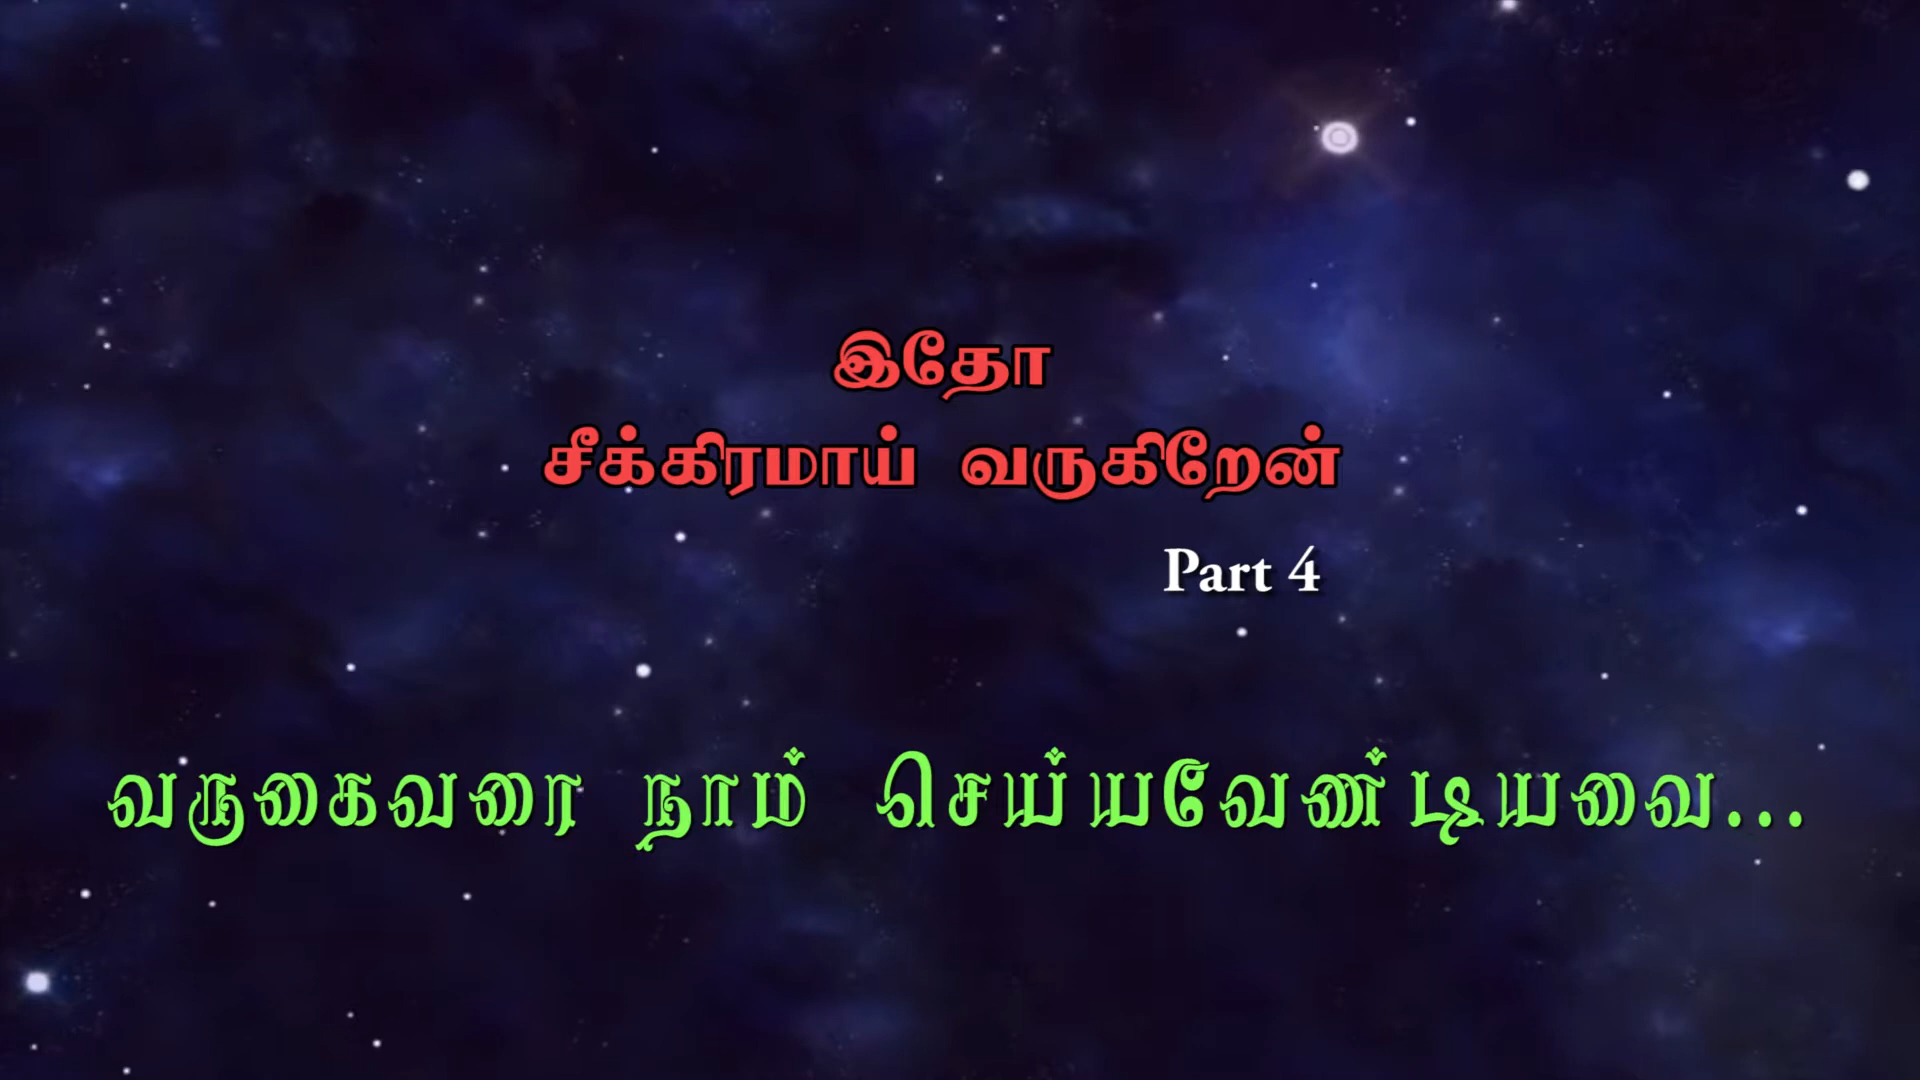 இதோ
சீக்கிரமாய் வருகிறேன்
Part 4
வருகைவரை நாம் செய்யவேண்டியவை...